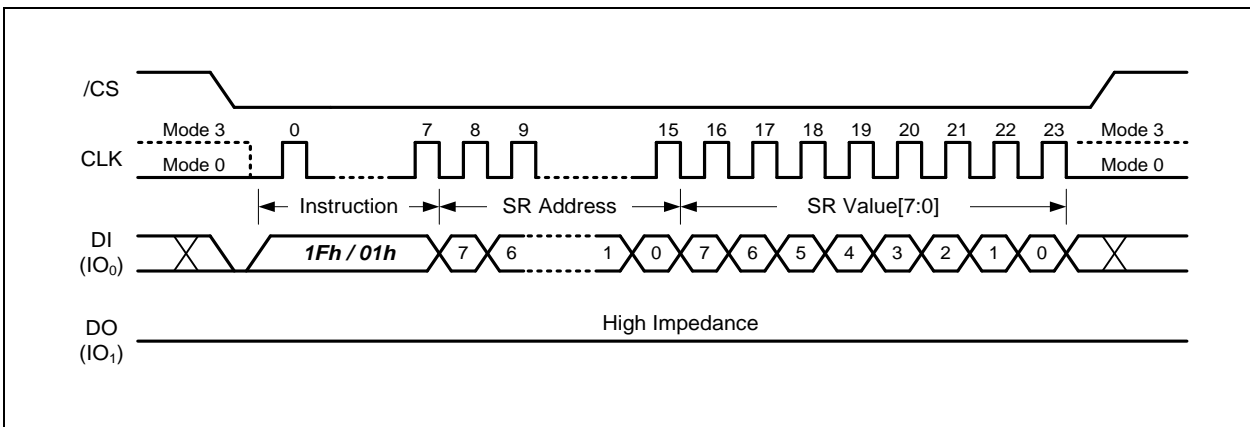 /CS
Mode 3 0 7 8 9 15 16 17 18 19 20 21 22 23 Mode 3
CLK
Mode 0 Mode 0
Instruction SR Address SR Value[7:0]
DI
(IO₀)
1Fh / 01h 7 6 1 0 7 6 5 4 3 2 1 0
DO
(IO₁)
High Impedance